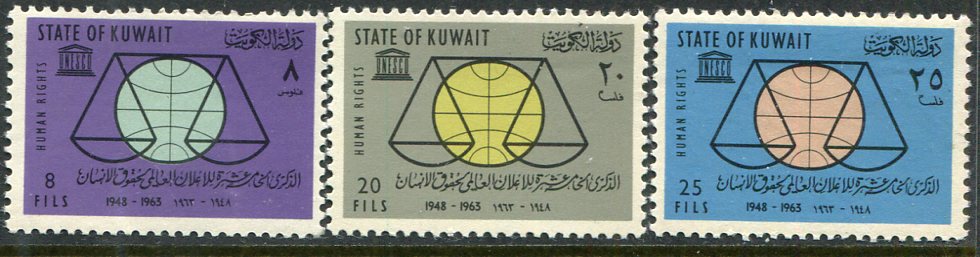 STATE OF KUWAIT دولة الكويت
UNESCO
HUMAN RIGHTS
٨
فلوس
الذكرى الخامسة عشرة للاعلان العالمى لحقوق الانسان
8
FILS
1948 - 1963 ١٩٤٨ - ١٩٦٣
STATE OF KUWAIT دولة الكويت
UNESCO
HUMAN RIGHTS
٢٠
فلسا
الذكرى الخامسة عشرة للاعلان العالمى لحقوق الانسان
20
FILS
1948 - 1963 ١٩٤٨ - ١٩٦٣
STATE OF KUWAIT دولة الكويت
UNESCO
HUMAN RIGHTS
٢٥
فلسا
الذكرى الخامسة عشرة للاعلان العالمى لحقوق الانسان
25
FILS
1948 - 1963 ١٩٤٨ - ١٩٦٣